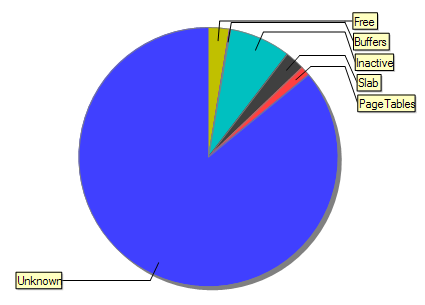 Free
Buffers
Inactive
Slab
PageTables
Unknown